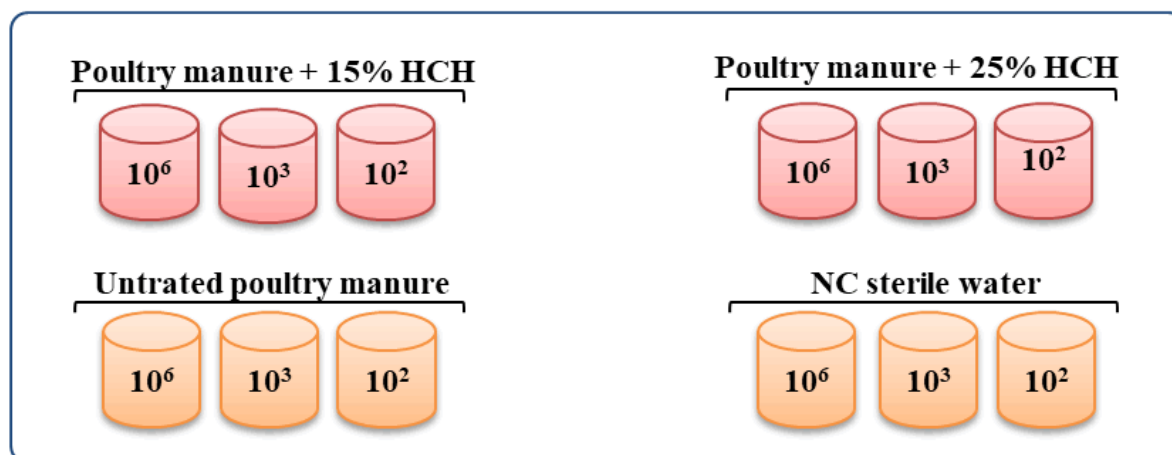 Poultry manure + 15% HCH
Poultry manure + 25% HCH
10⁶ 10³ 10² 10⁶ 10³ 10²
Untrated poultry manure
NC sterile water
10⁶ 10³ 10² 10⁶ 10³ 10²